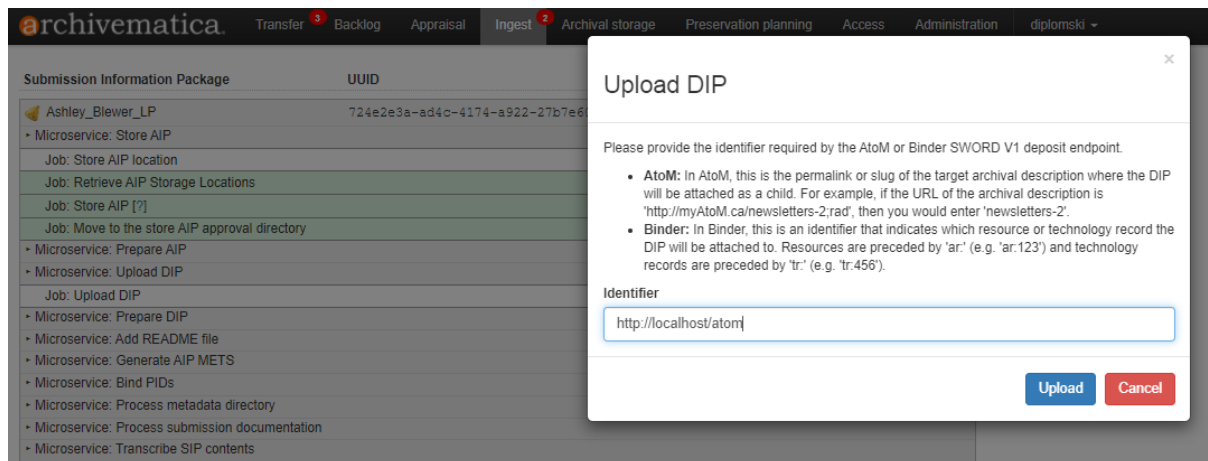 archivematica.
Transfer 3 Backlog Appraisal Ingest 2 Archival storage Preservation planning Access Administration diplomski
Submission Information Package UUID
Ashley_Blewer_LP 724e2e3a-ad4c-4174-a922-27b7e6
Microservice: Store AIP
Job: Store AIP location
Job: Retrieve AIP Storage Locations
Job: Store AIP [?]
Job: Move to the store AIP approval directory
Microservice: Prepare AIP
Microservice: Upload DIP
Job: Upload DIP
Microservice: Prepare DIP
Microservice: Add README file
Microservice: Generate AIP METS
Microservice: Bind PIDs
Microservice: Process metadata directory
Microservice: Process submission documentation
Microservice: Transcribe SIP contents
×
Upload DIP
Please provide the identifier required by the AtoM or Binder SWORD V1 deposit endpoint.
• AtoM: In AtoM, this is the permalink or slug of the target archival description where the DIP
will be attached as a child. For example, if the URL of the archival description is
'http://myAtoM.ca/newsletters-2;rad', then you would enter 'newsletters-2'.
• Binder: In Binder, this is an identifier that indicates which resource or technology record the
DIP will be attached to. Resources are preceded by 'ar:' (e.g. 'ar:123') and technology
records are preceded by 'tr:' (e.g. 'tr:456').
Identifier
http://localhost/atom
Upload Cancel